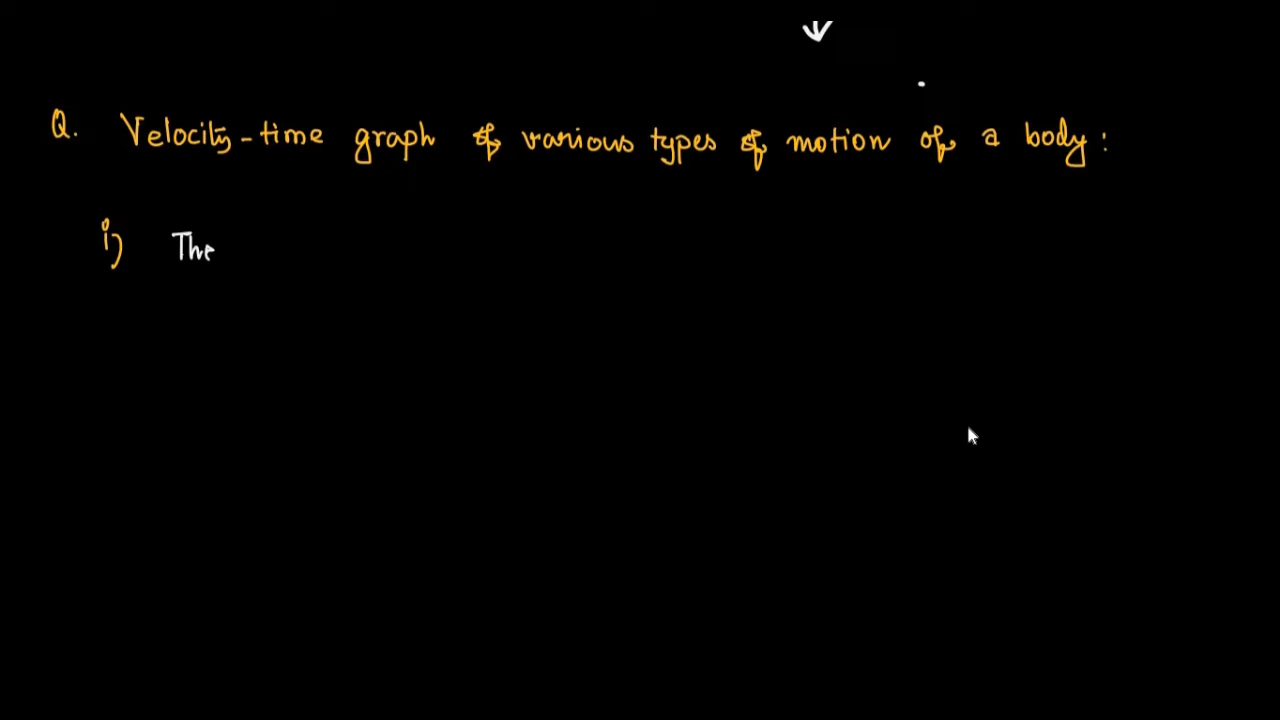 Q. Velocity-time graph of various types of motion of a body:
i) The